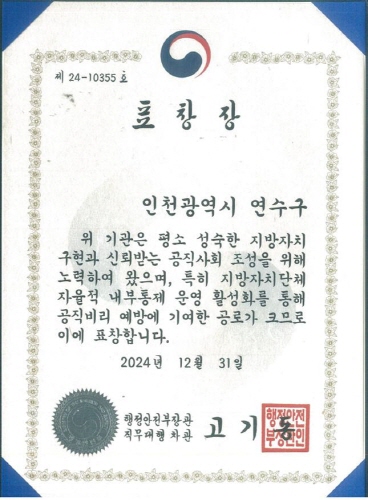 제 24-10355 호
표 창 장
인천광역시 연수구
위 기관은 평소 성숙한 지방자치
구현과 신뢰받는 공직사회 조성을 위해
노력하여 왔으며, 특히 지방자치단체
자율적 내부통제 운영 활성화를 통해
공직비리 예방에 기여한 공로가 크므로
이에 표창합니다.
2024년 12월 31일
행정안전부장관
직무대행 차관 고 기 동
행정안전
부장관인